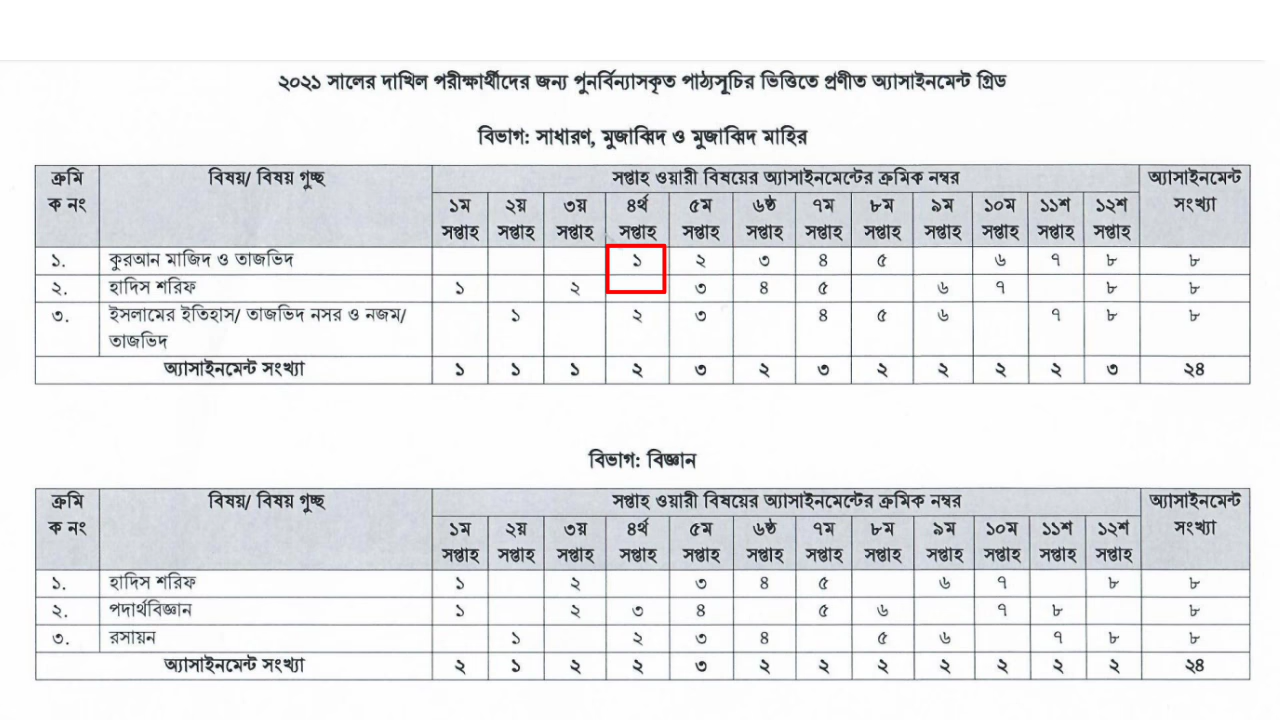 ২০২১ সালের দাখিল পরীক্ষার্থীদের জন্য পুনর্বিন্যাসকৃত পাঠ্যসূচির ভিত্তিতে প্রণীত অ্যাসাইনমেন্ট গ্রিড
বিভাগ: সাধারণ, মুজাব্বিদ ও মুজাব্বিদ মাহির
ক্রমি বিষয়/ বিষয় গুচ্ছ সপ্তাহ ওয়ারী বিষয়ের অ্যাসাইনমেন্টের ক্রমিক নম্বর অ্যাসাইনমেন্ট
ক নং ১ম ২য় ৩য় ৪র্থ ৫ম ৬ষ্ঠ ৭ম ৮ম ৯ম ১০ম ১১শ ১২শ সংখ্যা
সপ্তাহ সপ্তাহ সপ্তাহ সপ্তাহ সপ্তাহ সপ্তাহ সপ্তাহ সপ্তাহ সপ্তাহ সপ্তাহ সপ্তাহ সপ্তাহ
১. কুরআন মাজিদ ও তাজভিদ ১ ২ ৩ ৪ ৫ ৬ ৭ ৮ ৮
২. হাদিস শরিফ ১ ২ ৩ ৪ ৫ ৬ ৭ ৮ ৮
৩. ইসলামের ইতিহাস/ তাজভিদ নসর ও নজম/ ১ ২ ৩ ৪ ৫ ৬ ৭ ৮ ৮
তাজভিদ
অ্যাসাইনমেন্ট সংখ্যা ১ ১ ১ ২ ৩ ২ ৩ ২ ২ ২ ২ ৩ ২৪
বিভাগ: বিজ্ঞান
ক্রমি বিষয়/ বিষয় গুচ্ছ সপ্তাহ ওয়ারী বিষয়ের অ্যাসাইনমেন্টের ক্রমিক নম্বর অ্যাসাইনমেন্ট
ক নং ১ম ২য় ৩য় ৪র্থ ৫ম ৬ষ্ঠ ৭ম ৮ম ৯ম ১০ম ১১শ ১২শ সংখ্যা
সপ্তাহ সপ্তাহ সপ্তাহ সপ্তাহ সপ্তাহ সপ্তাহ সপ্তাহ সপ্তাহ সপ্তাহ সপ্তাহ সপ্তাহ সপ্তাহ
১. হাদিস শরিফ ১ ২ ৩ ৪ ৫ ৬ ৭ ৮ ৮
২. পদার্থবিজ্ঞান ১ ২ ৩ ৪ ৫ ৬ ৭ ৮ ৮
৩. রসায়ন ১ ২ ৩ ৪ ৫ ৬ ৭ ৮ ৮
অ্যাসাইনমেন্ট সংখ্যা ২ ১ ২ ২ ৩ ২ ২ ২ ২ ২ ২ ২ ২৪